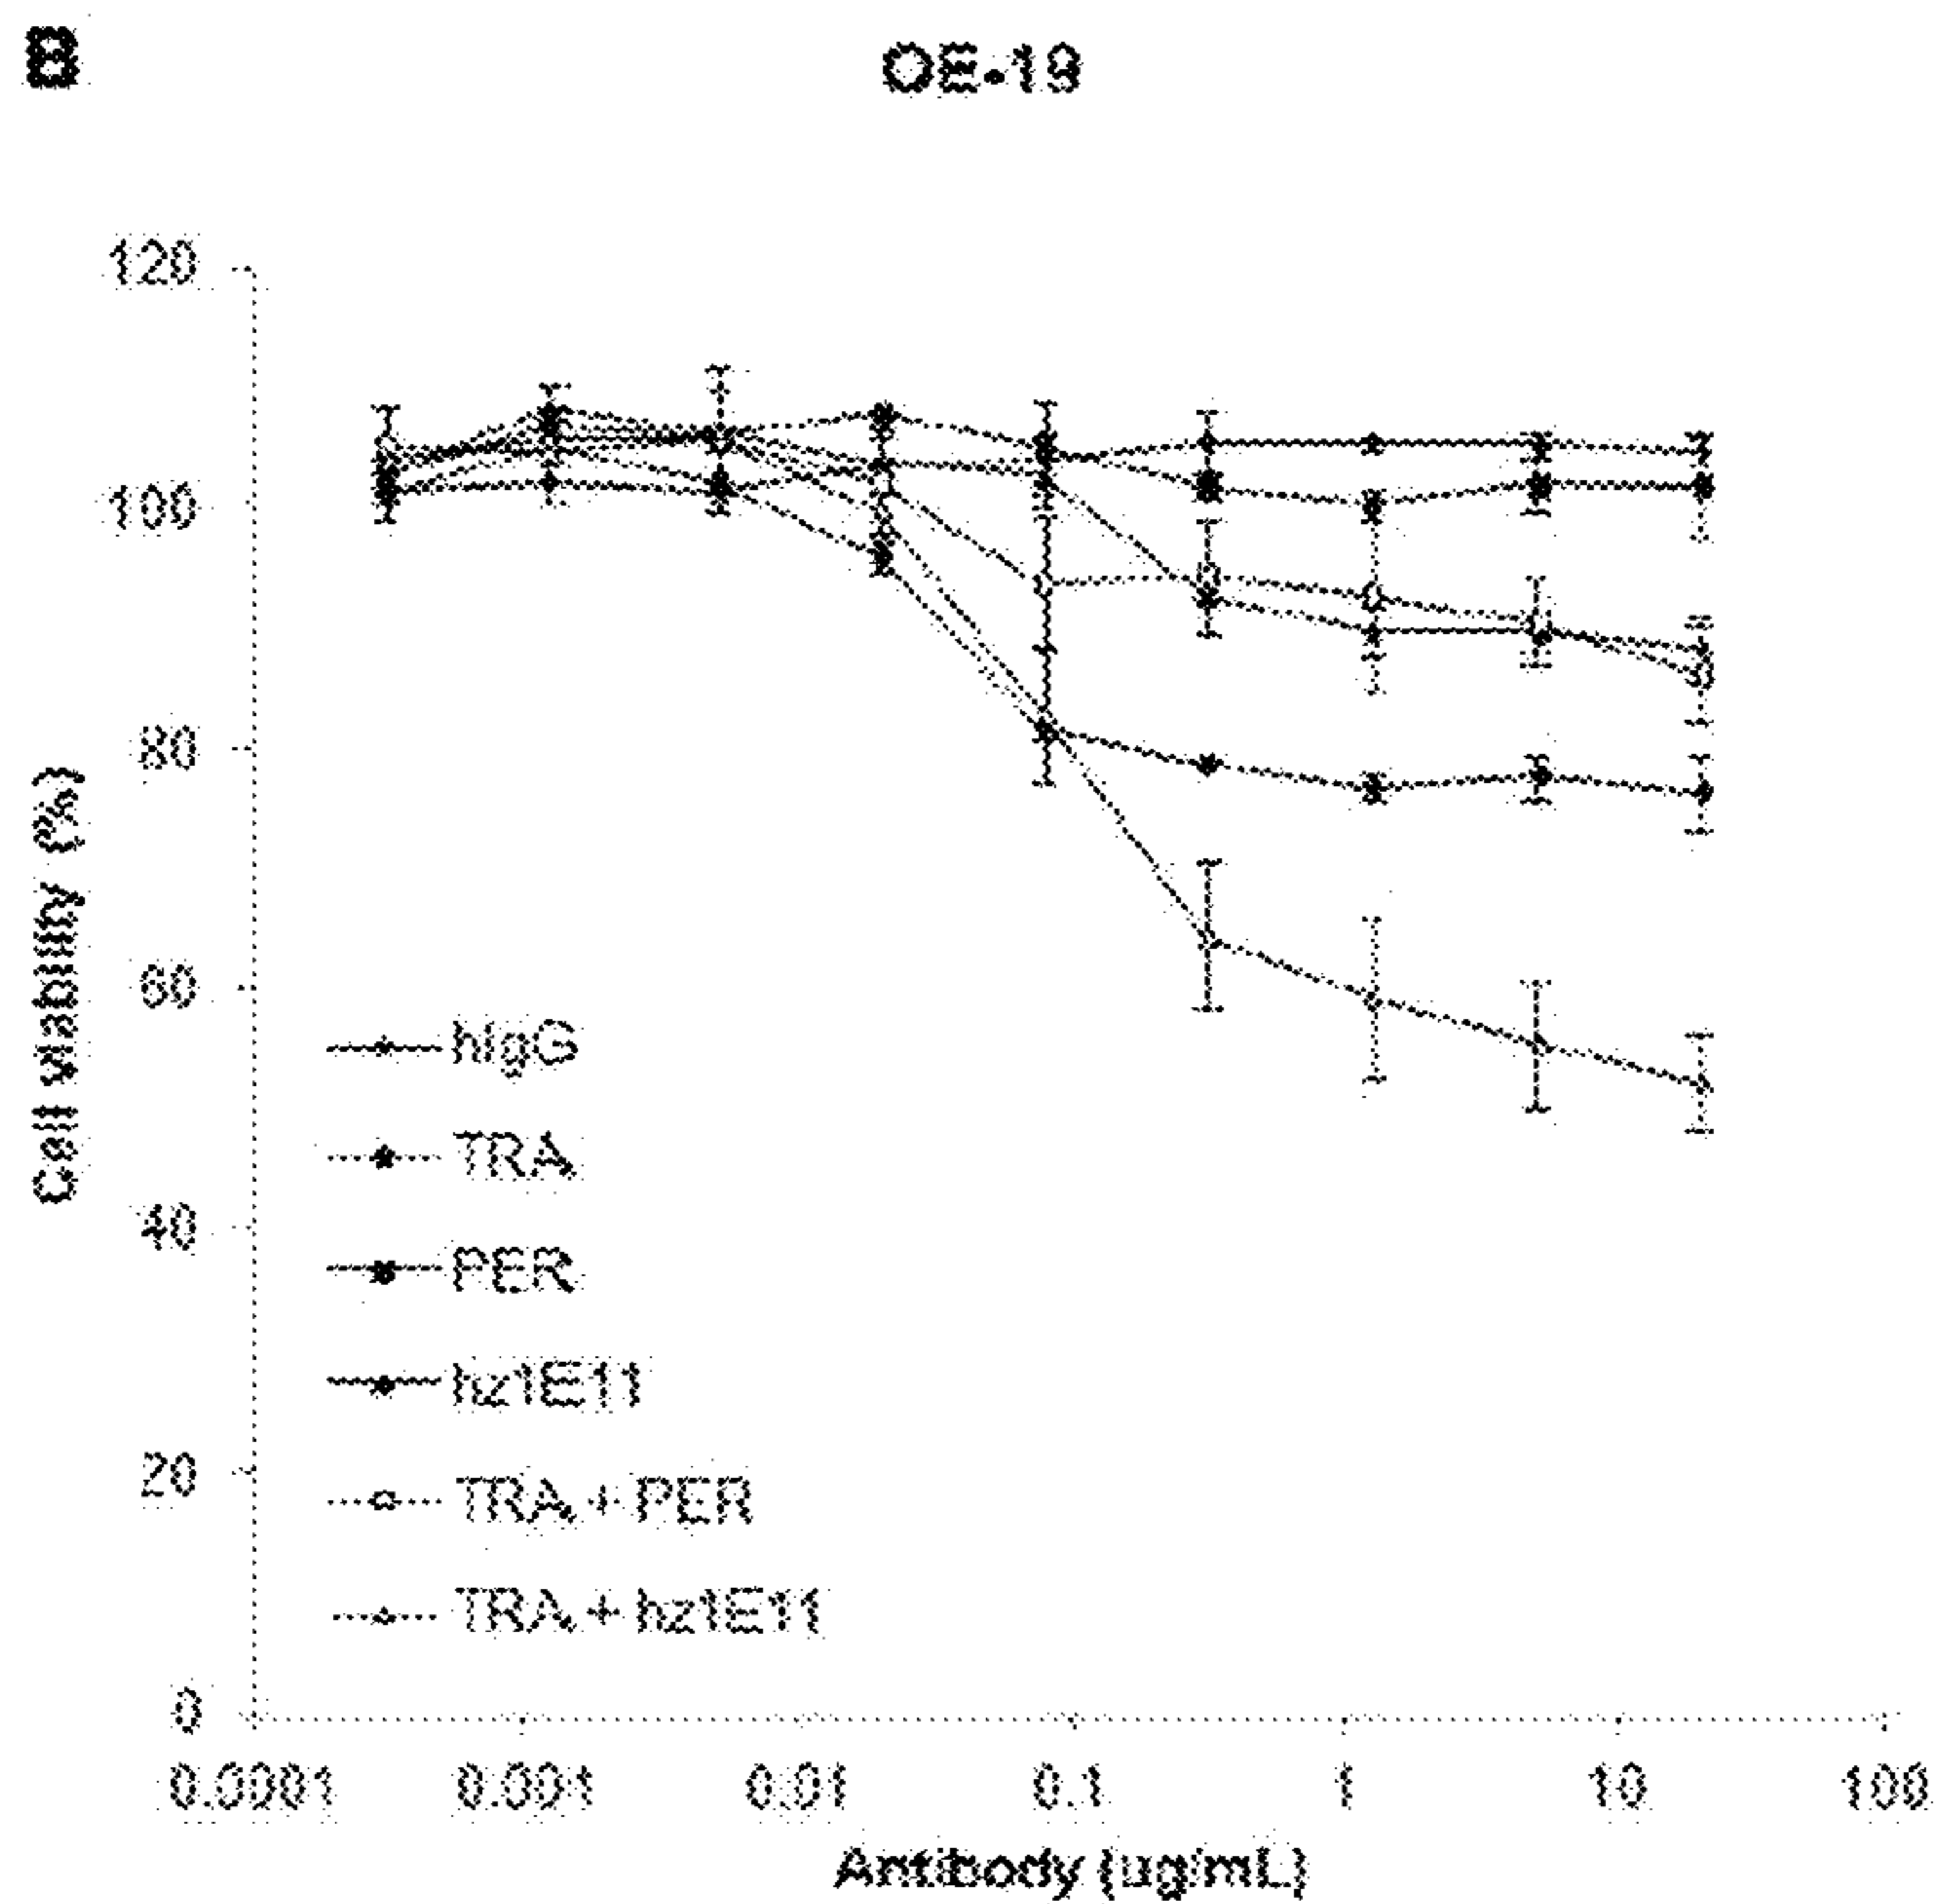 B
OE-19
120
100
80
60
40
20
0
Cell viability (%)
hIgG
TRA
PER
hz1E11
TRA + PER
TRA + hz1E11
0.0001
0.001
0.01
0.1
1
10
100
Antibody (ug/mL)